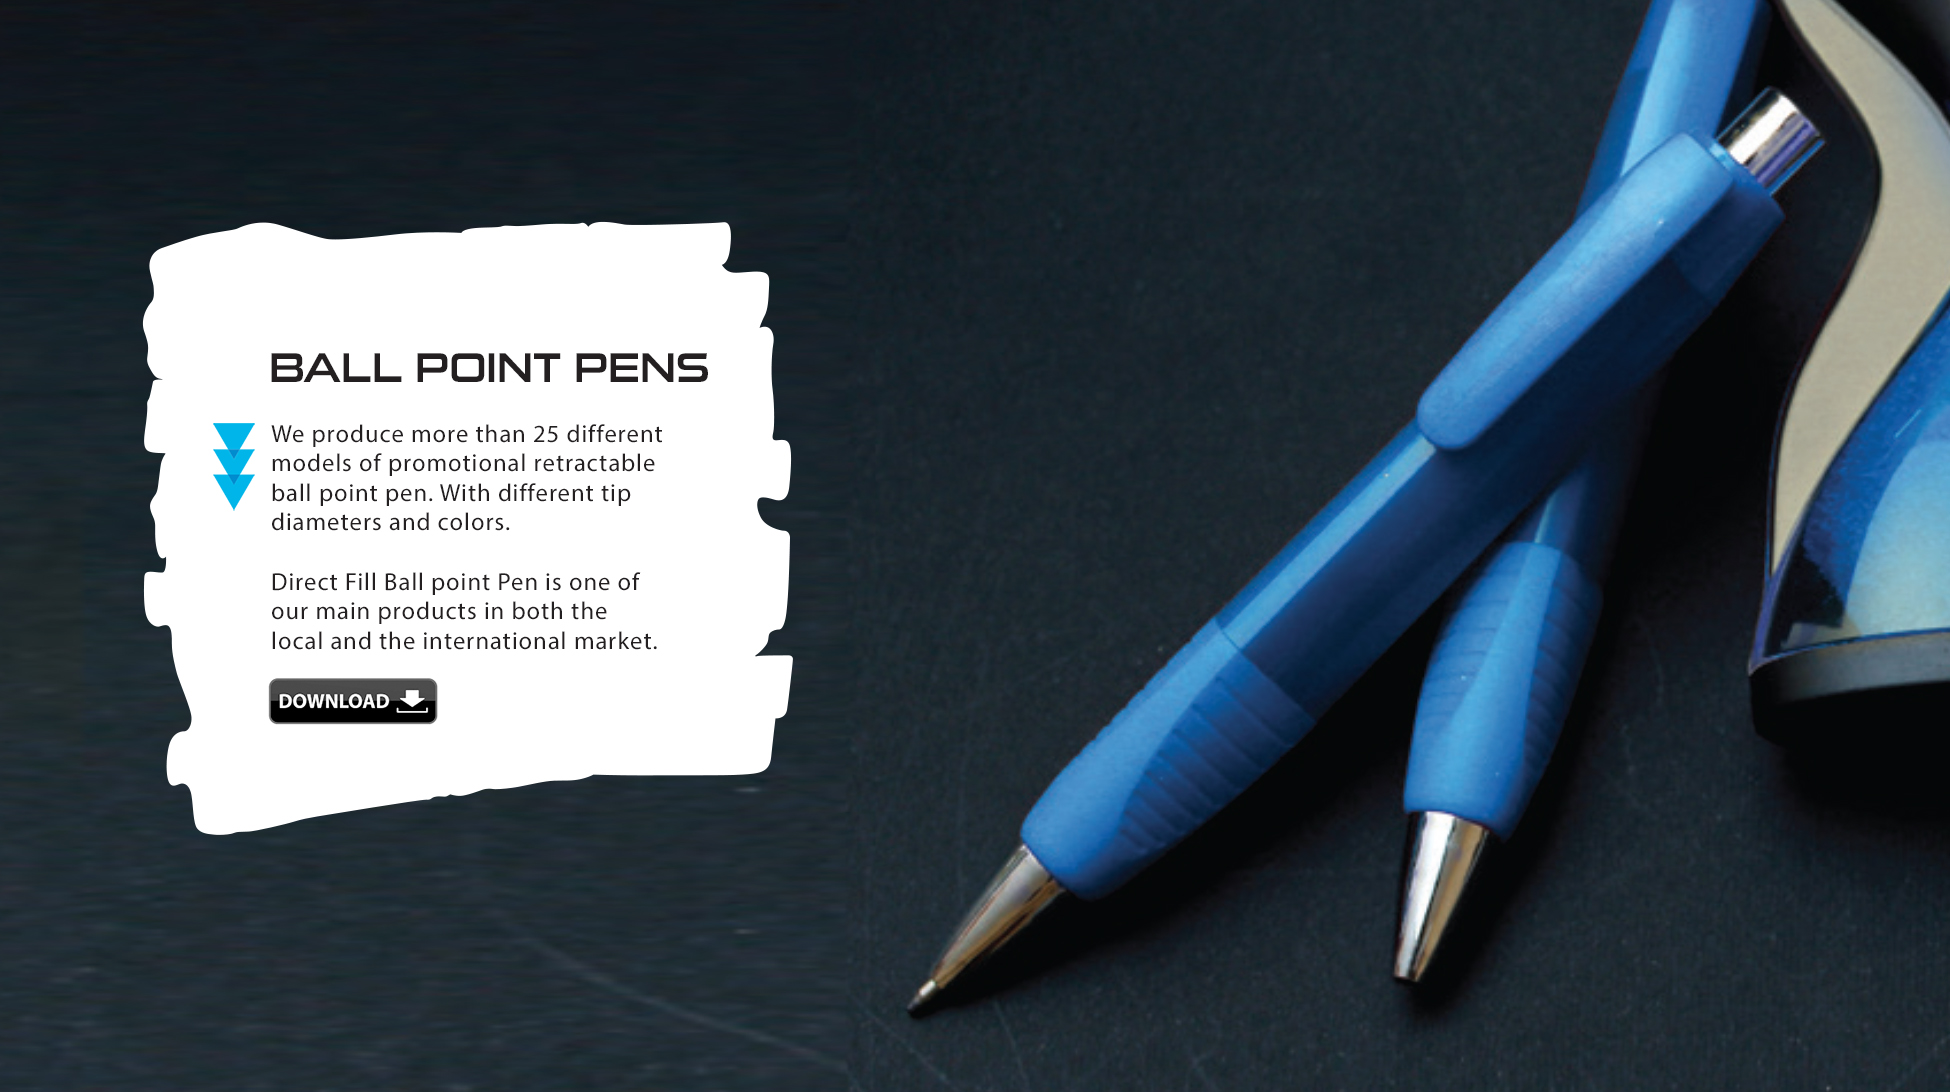 BALL POINT PENS
We produce more than 25 different
models of promotional retractable
ball point pen. With different tip
diameters and colors.
Direct Fill Ball point Pen is one of
our main products in both the
local and the international market.
DOWNLOAD